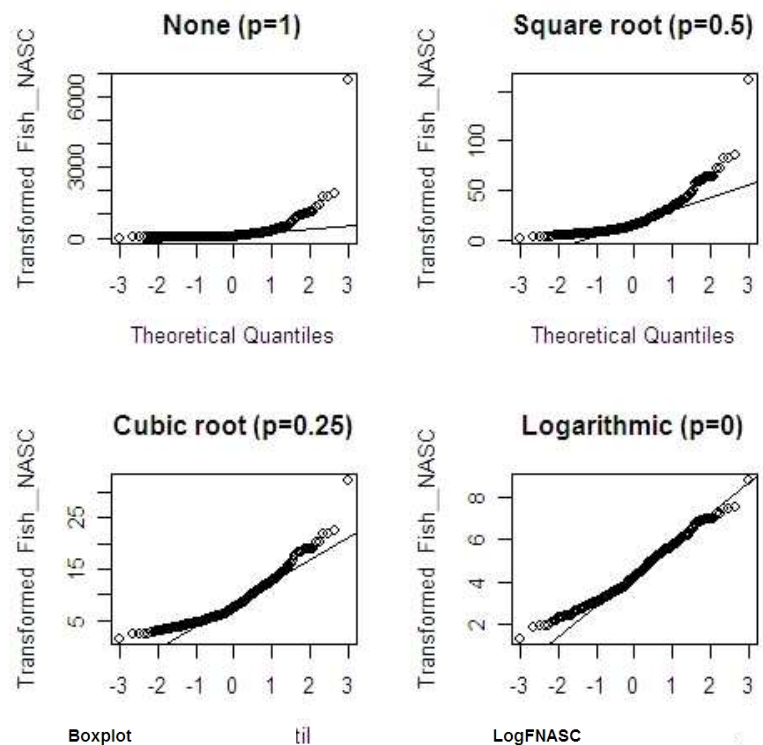 None (p=1)
Square root (p=0.5)
Transformed Fish__NASC
6000
3000
0
-3 -2 -1 0 1 2 3
Theoretical Quantiles
Transformed Fish__NASC
100
50
0
-3 -2 -1 0 1 2 3
Theoretical Quantiles
Cubic root (p=0.25)
Logarithmic (p=0)
Transformed Fish__NASC
25
15
5
-3 -2 -1 0 1 2 3
Transformed Fish__NASC
8
6
4
2
-3 -2 -1 0 1 2 3
Boxplot
til
LogFNASC